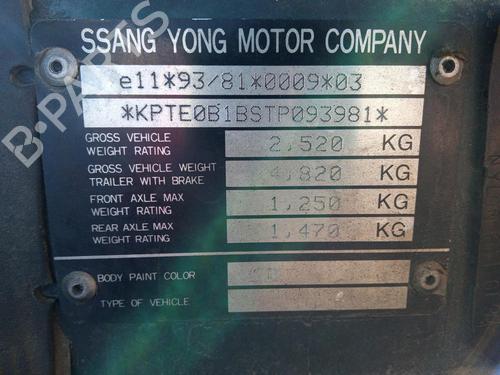 SSANG YONG MOTOR COMPANY
e11*93/81*0009*03
*KPTE0B1BSTP093981*
GROSS VEHICLE WEIGHT RATING 2,520 KG
GROSS VEHICLE WEIGHT TRAILER WITH BRAKE 4,820 KG
FRONT AXLE MAX WEIGHT RATING 1,250 KG
REAR AXLE MAX WEIGHT RATING 1,470 KG
BODY PAINT COLOR
TYPE OF VEHICLE
B-PARTS